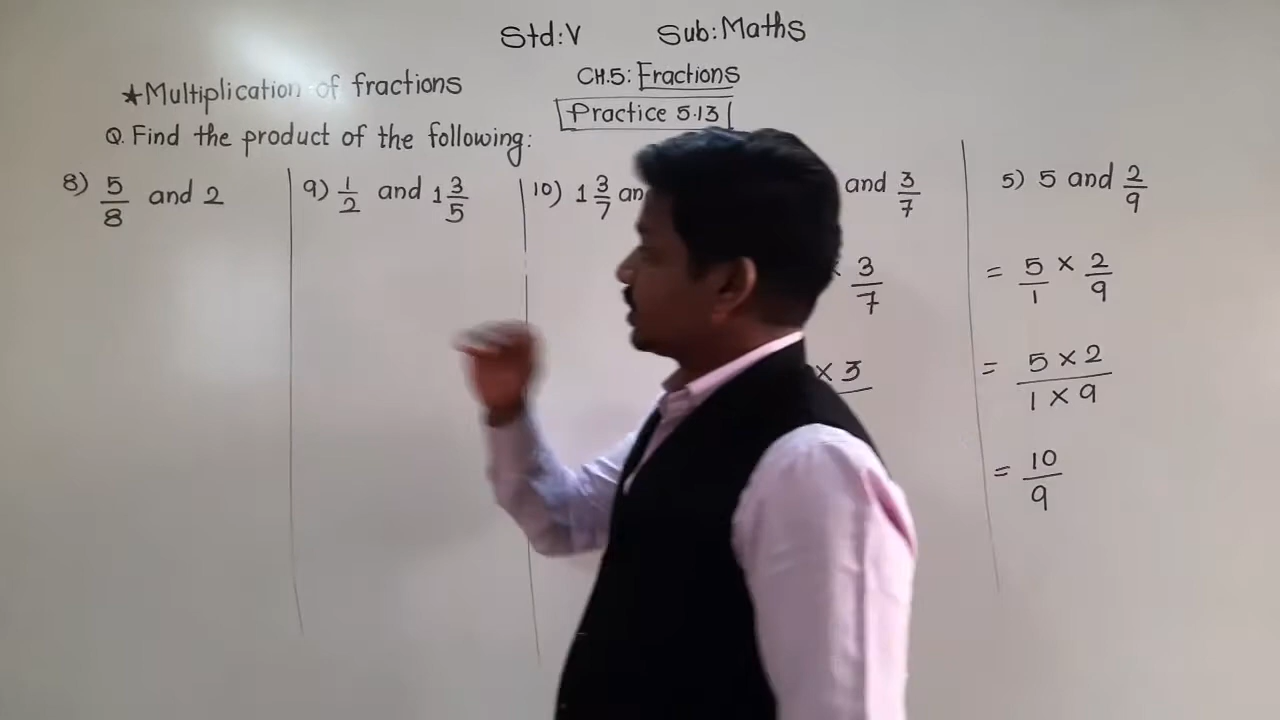 Std:V Sub:Maths
CH.5: Fractions
★Multiplication of fractions
Practice 5.13
Q. Find the product of the following:
8) 5/8 and 2
9) 1/2 and 1 3/5
10) 1 3/7
and 3/7
3/7
× 3
5) 5 and 2/9
= 5/1 × 2/9
= 5 × 2 / 1 × 9
= 10/9